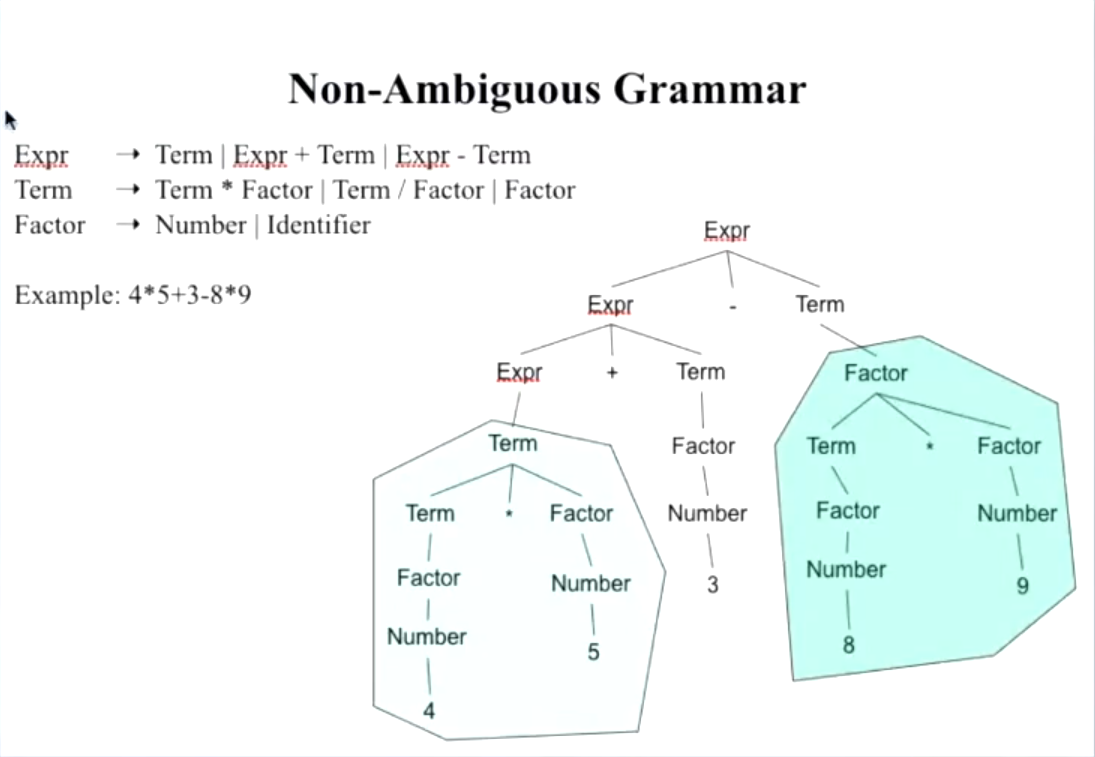 Non-Ambiguous Grammar
Expr → Term | Expr + Term | Expr - Term
Term → Term * Factor | Term / Factor | Factor
Factor → Number | Identifier
Example: 4*5+3-8*9
Expr
Expr - Term
Expr + Term Factor
Term Factor Term * Factor
Term * Factor Number Factor Number
Factor Number 3 Number 9
Number 5 8
4